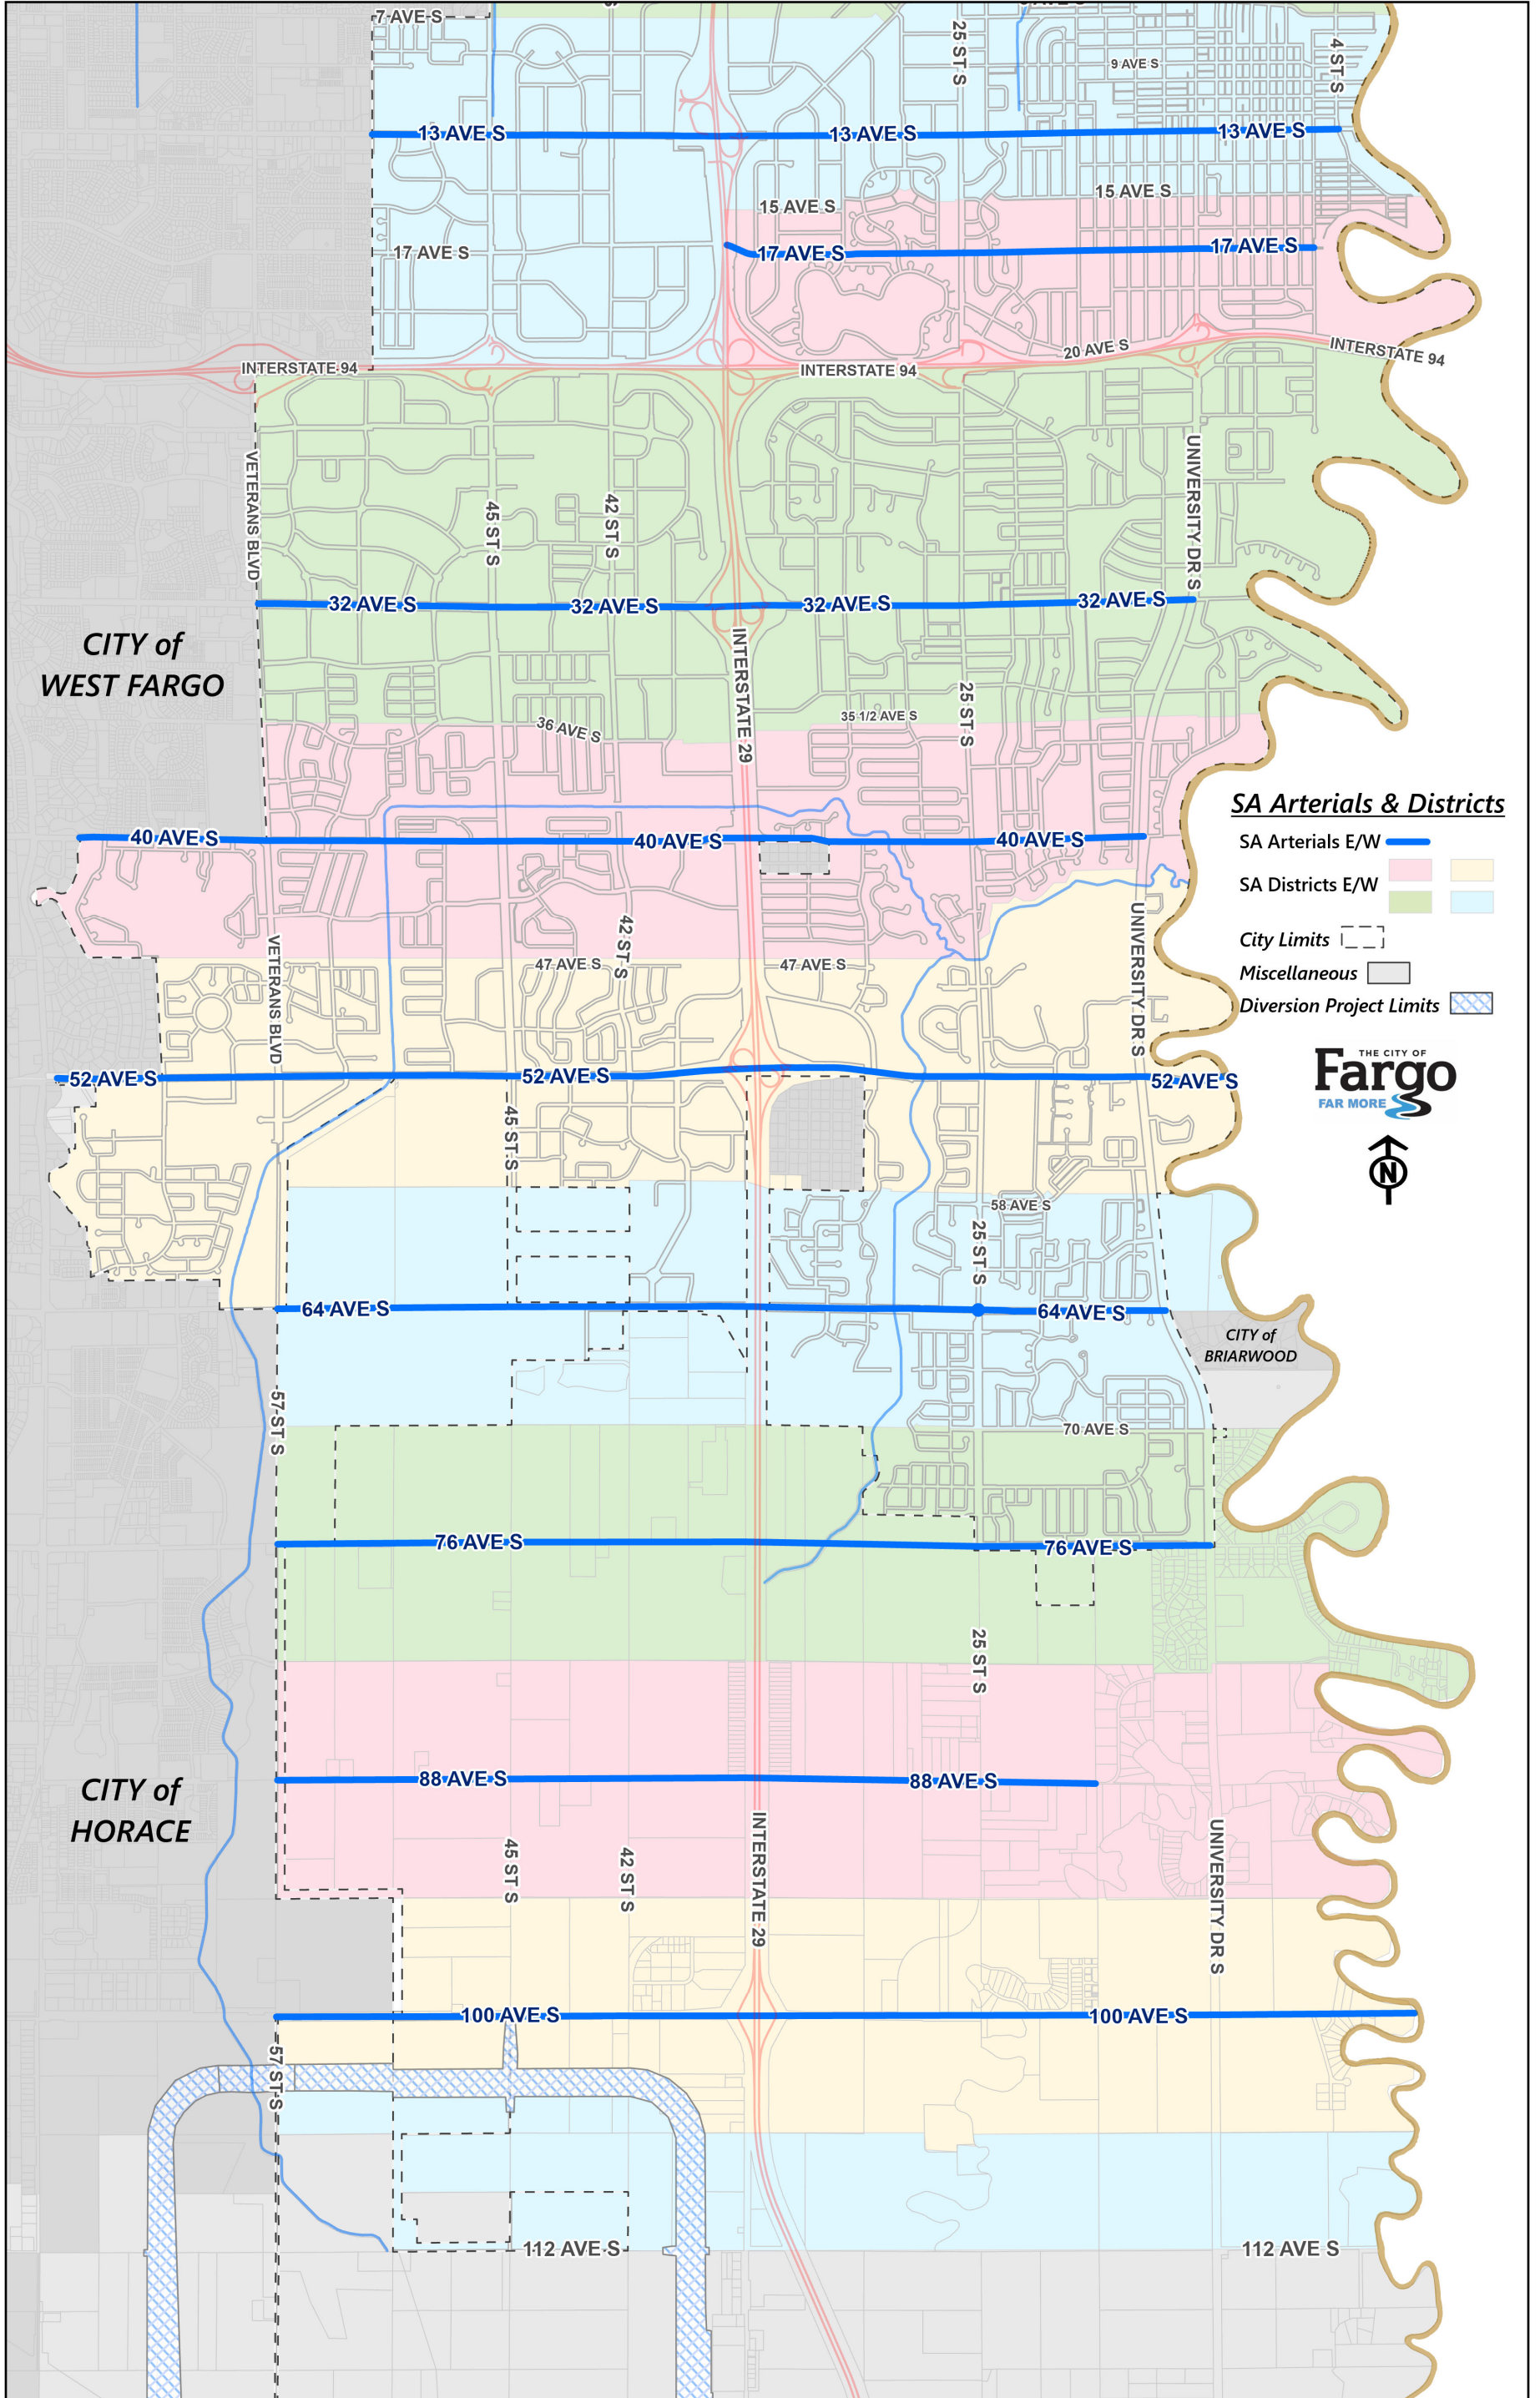 7 AVE S
25 ST S
4 ST S
9 AVE S
13 AVE S
13 AVE S
13 AVE S
15 AVE S
15 AVE S
17 AVE S
17 AVE S
17 AVE S
20 AVE S
INTERSTATE 94
INTERSTATE 94
INTERSTATE 94
VETERANS BLVD
45 ST S
42 ST S
UNIVERSITY DR S
32 AVE S
32 AVE S
32 AVE S
32 AVE S
CITY of
WEST FARGO
INTERSTATE 29
25 ST S
36 AVE S
35 1/2 AVE S
SA Arterials & Districts
SA Arterials E/W
SA Districts E/W
City Limits
Miscellaneous
Diversion Project Limits
40 AVE S
40 AVE S
40 AVE S
VETERANS BLVD
42 ST S
UNIVERSITY DR S
47 AVE S
47 AVE S
THE CITY OF
Fargo
FAR MORE
N
52 AVE S
52 AVE S
52 AVE S
45 ST S
58 AVE S
25 ST S
64 AVE S
64 AVE S
CITY of
BRIARWOOD
57 ST S
70 AVE S
76 AVE S
76 AVE S
25 ST S
CITY of
HORACE
88 AVE S
88 AVE S
45 ST S
42 ST S
INTERSTATE 29
UNIVERSITY DR S
100 AVE S
100 AVE S
57 ST S
112 AVE S
112 AVE S